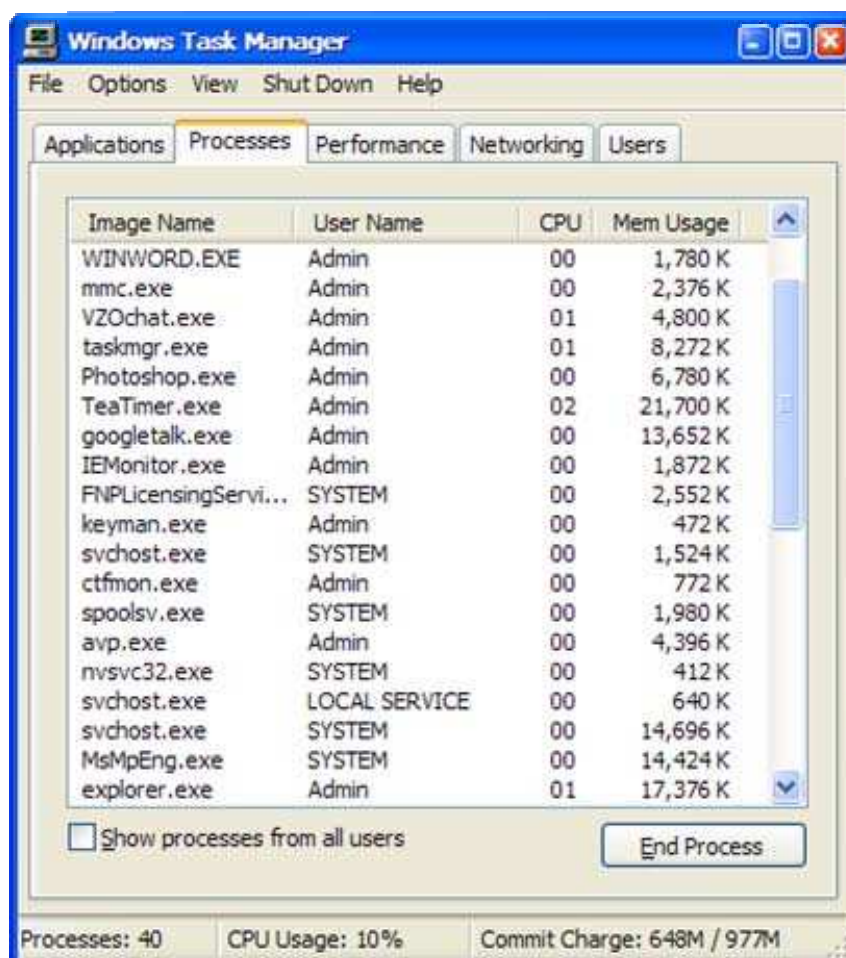 Windows Task Manager
File Options View Shut Down Help
Applications Processes Performance Networking Users
Image Name User Name CPU Mem Usage
WINWORD.EXE Admin 00 1,780 K
mmc.exe Admin 00 2,376 K
VZOchat.exe Admin 01 4,800 K
taskmgr.exe Admin 01 8,272 K
Photoshop.exe Admin 00 6,780 K
TeaTimer.exe Admin 02 21,700 K
googletalk.exe Admin 00 13,652 K
IEMonitor.exe Admin 00 1,872 K
FNPLicensingServi... SYSTEM 00 2,552 K
keyman.exe Admin 00 472 K
svchost.exe SYSTEM 00 1,524 K
ctfmon.exe Admin 00 772 K
spoolsv.exe SYSTEM 00 1,980 K
avp.exe Admin 00 4,396 K
nvsvc32.exe SYSTEM 00 412 K
svchost.exe LOCAL SERVICE 00 640 K
svchost.exe SYSTEM 00 14,696 K
MsMpEng.exe SYSTEM 00 14,424 K
explorer.exe Admin 01 17,376 K
Show processes from all users End Process
Processes: 40 CPU Usage: 10% Commit Charge: 648M / 977M